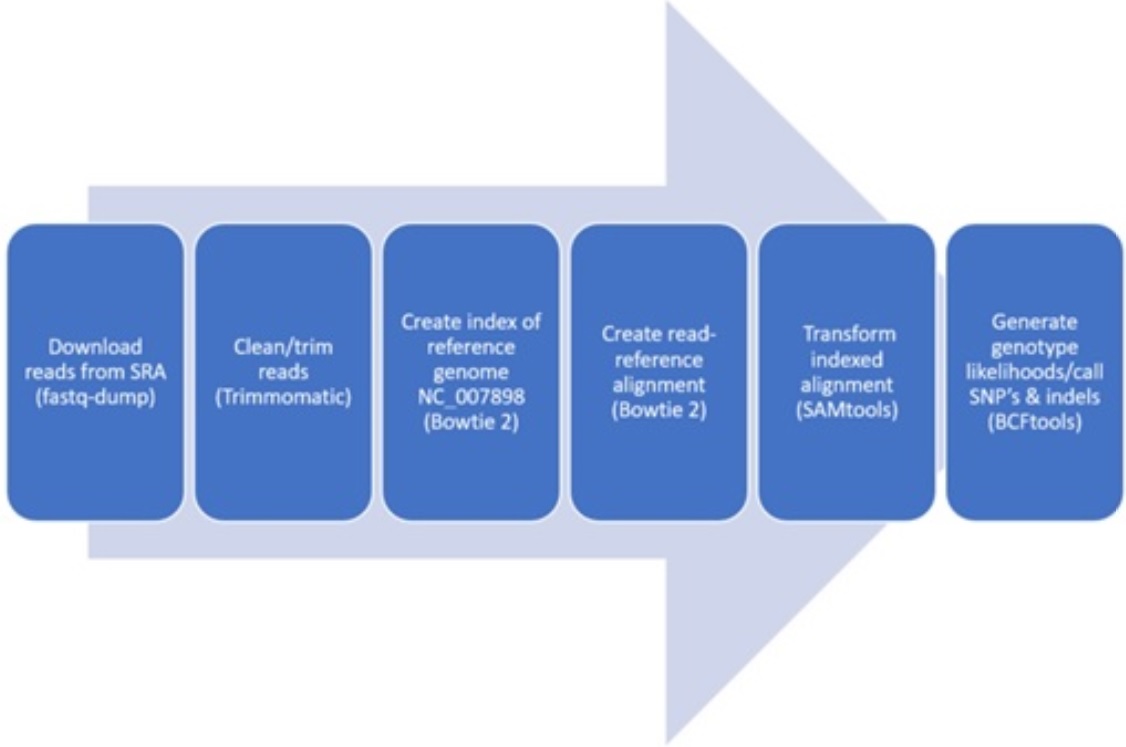 Download
reads from SRA
(fastq-dump)
Clean/trim
reads
(Trimmomatic)
Create index of
reference
genome
NC_007898
(Bowtie 2)
Create read-
reference
alignment
(Bowtie 2)
Transform
indexed
alignment
(SAMtools)
Generate
genotype
likelihoods/call
SNP's & indels
(BCFtools)